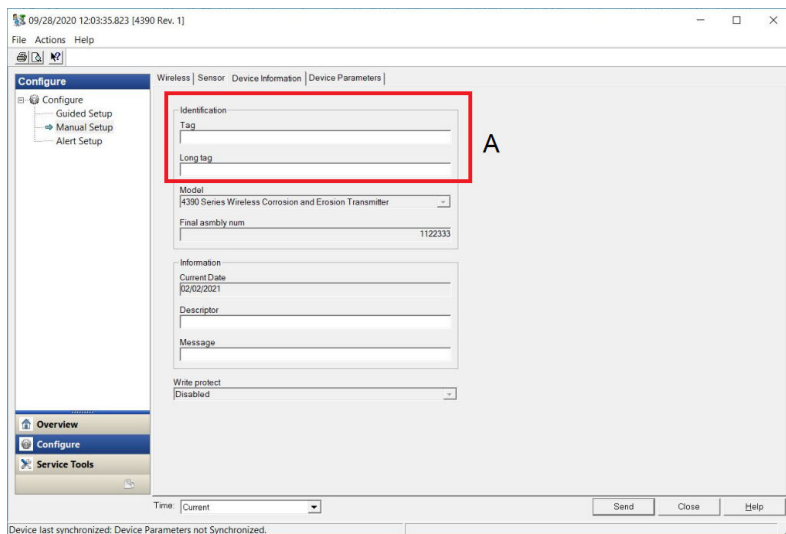 09/28/2020 12:03:35.823 [4390 Rev. 1]
File Actions Help
Configure
Configure
Guided Setup
Manual Setup
Alert Setup
Overview
Configure
Service Tools
Wireless Sensor Device Information Device Parameters
Identification
Tag
Long tag
A
Model
4390 Series Wireless Corrosion and Erosion Transmitter
Final asmbly num
1122333
Information
Current Date
02/02/2021
Descriptor
Message
Write protect
Disabled
Time: Current
Send Close Help
Device last synchronized: Device Parameters not Synchronized.